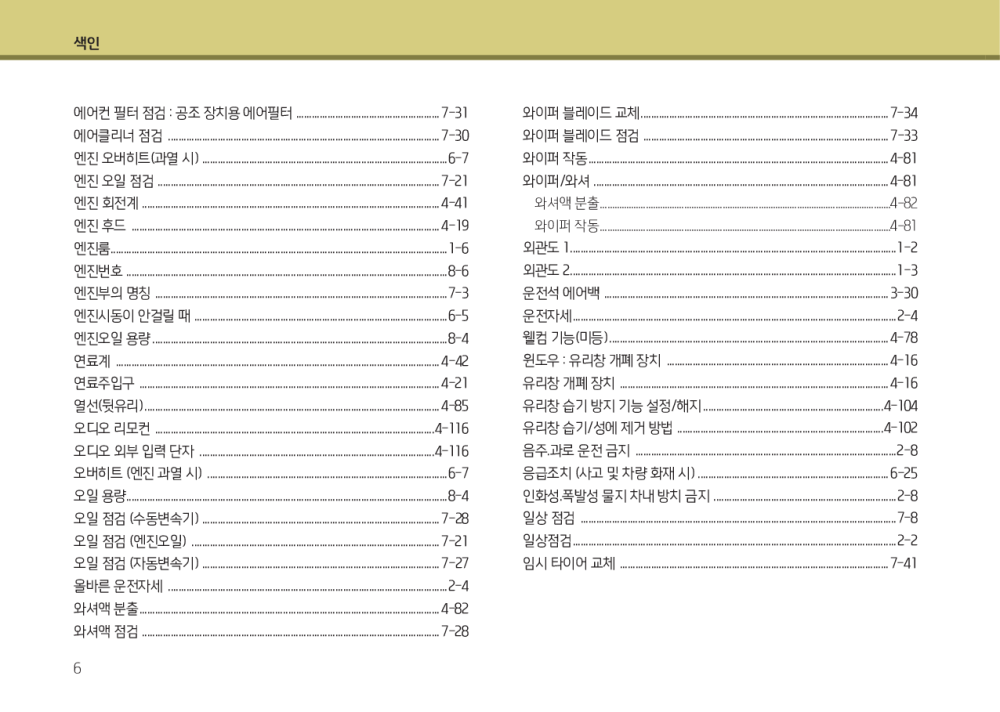 색인
에어컨 필터 점검 : 공조 장치용 에어필터 7-31
에어클리너 점검 7-30
엔진 오버히트(과열 시) 6-7
엔진 오일 점검 7-21
엔진 회전계 4-41
엔진 후드 4-19
엔진룸 1-6
엔진번호 8-6
엔진부의 명칭 7-3
엔진시동이 안걸릴 때 6-5
엔진오일 용량 8-4
연료계 4-42
연료주입구 4-21
열선(뒷유리) 4-85
오디오 리모컨 4-116
오디오 외부 입력 단자 4-116
오버히트 (엔진 과열 시) 6-7
오일 용량 8-4
오일 점검 (수동변속기) 7-28
오일 점검 (엔진오일) 7-21
오일 점검 (자동변속기) 7-27
올바른 운전자세 2-4
와셔액 분출 4-82
와셔액 점검 7-28
와이퍼 블레이드 교체 7-34
와이퍼 블레이드 점검 7-33
와이퍼 작동 4-81
와이퍼/와셔 4-81
와셔액 분출 4-82
와이퍼 작동 4-81
외관도 1 1-2
외관도 2 1-3
운전석 에어백 3-30
운전자세 2-4
웰컴 기능(미등) 4-78
윈도우 : 유리창 개폐 장치 4-16
유리창 개폐 장치 4-16
유리창 습기 방지 기능 설정/해지 4-104
유리창 습기/성에 제거 방법 4-102
음주.과로 운전 금지 2-8
응급조치 (사고 및 차량 화재 시) 6-25
인화성.폭발성 물지 차내 방치 금지 2-8
일상 점검 7-8
일상점검 2-2
임시 타이어 교체 7-41
6